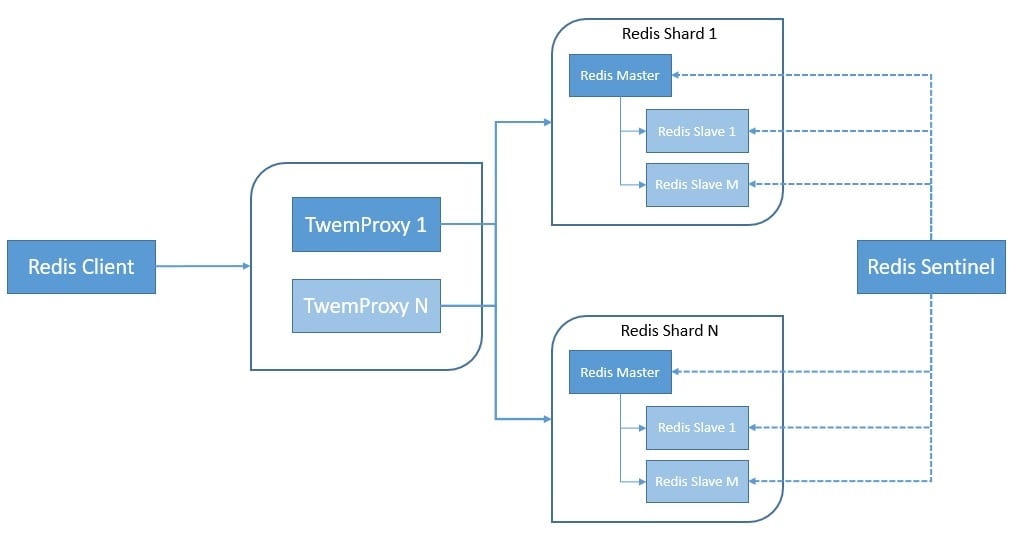 Redis Client
TwemProxy 1
TwemProxy N
Redis Shard 1
Redis Master
Redis Slave 1
Redis Slave M
Redis Shard N
Redis Master
Redis Slave 1
Redis Slave M
Redis Sentinel